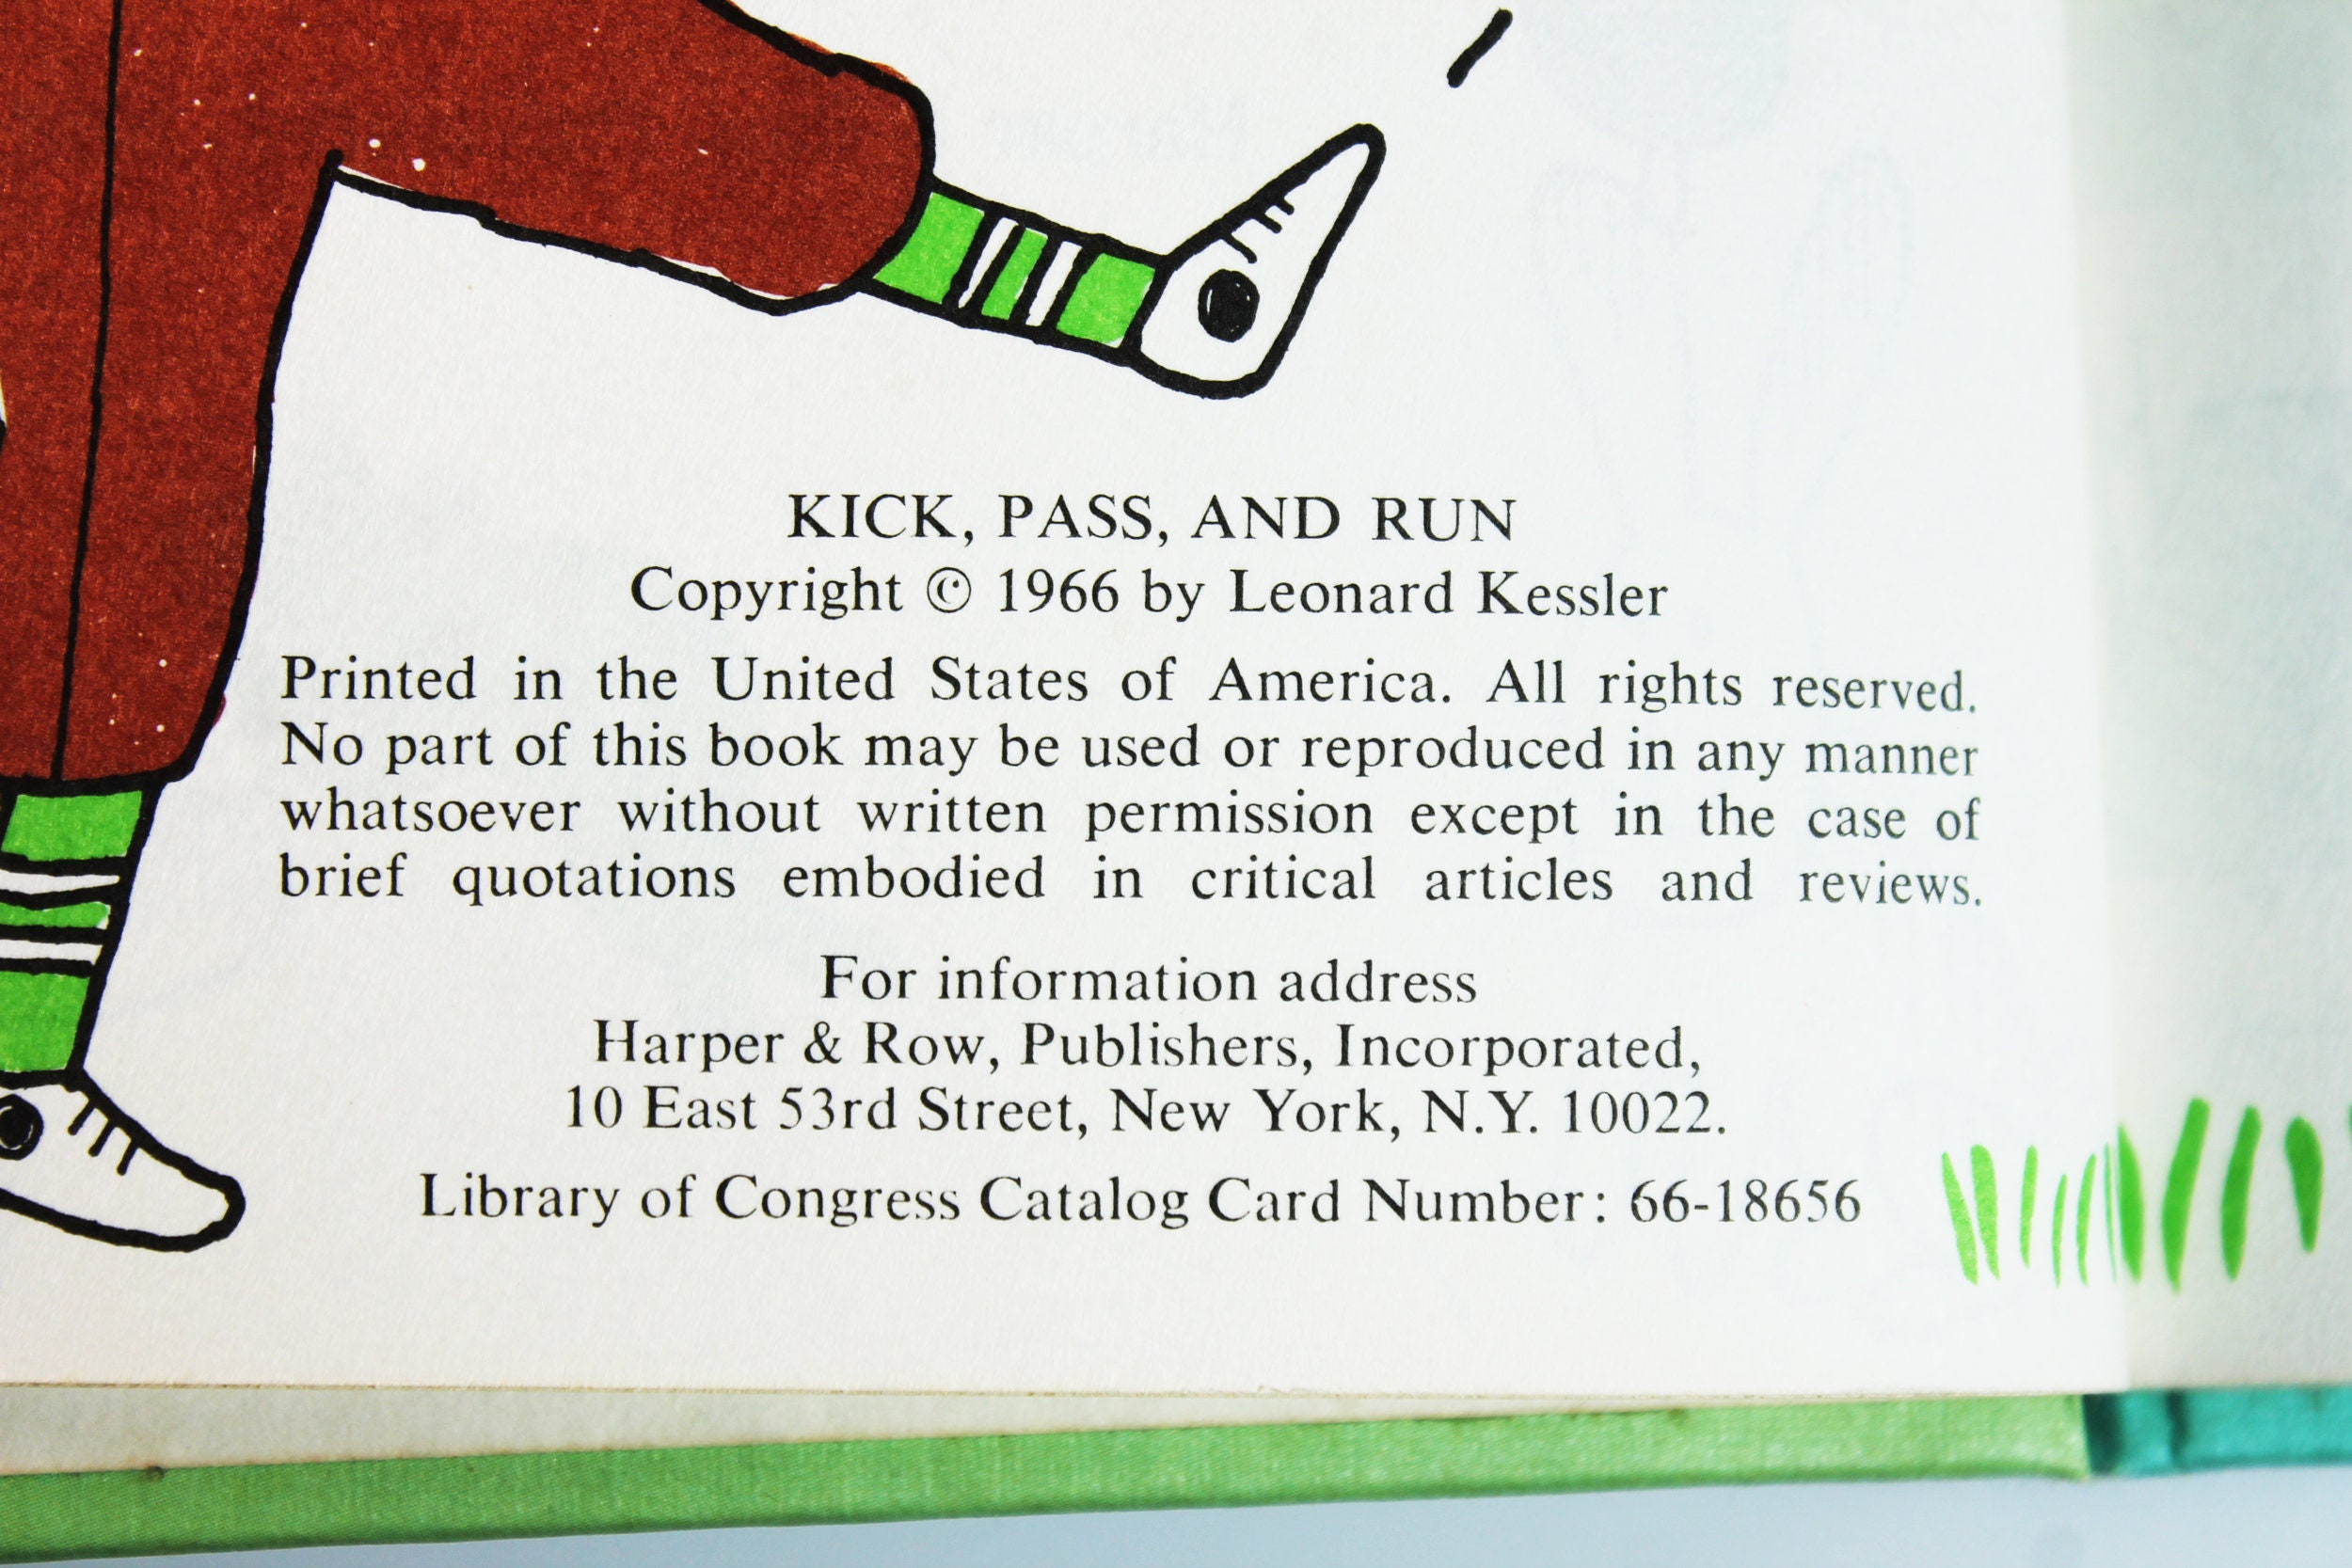 KICK, PASS, AND RUN
Copyright © 1966 by Leonard Kessler
Printed in the United States of America. All rights reserved.
No part of this book may be used or reproduced in any manner
whatsoever without written permission except in the case of
brief quotations embodied in critical articles and reviews.
For information address
Harper & Row, Publishers, Incorporated,
10 East 53rd Street, New York, N.Y. 10022.
Library of Congress Catalog Card Number: 66-18656